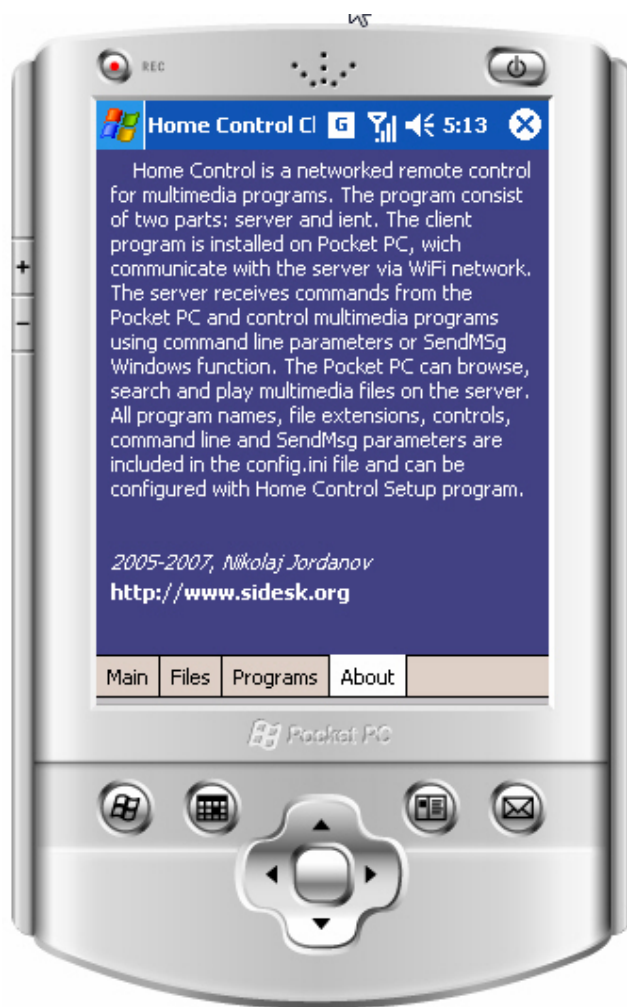 REC
Home Control Cl G 5:13
Home Control is a networked remote control
for multimedia programs. The program consist
of two parts: server and ient. The client
program is installed on Pocket PC, wich
communicate with the server via WiFi network.
The server receives commands from the
Pocket PC and control multimedia programs
using command line parameters or SendMSg
Windows function. The Pocket PC can browse,
search and play multimedia files on the server.
All program names, file extensions, controls,
command line and SendMsg parameters are
included in the config.ini file and can be
configured with Home Control Setup program.
2005-2007, Nikolaj Jordanov
http://www.sidesk.org
Main Files Programs About
Pocket PC